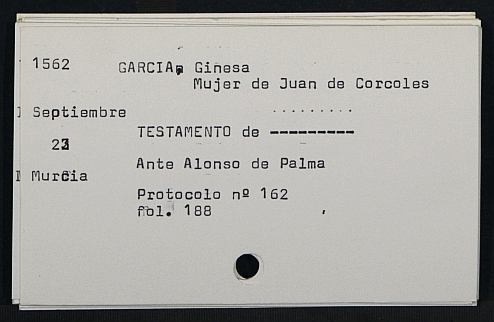 1562 GARCIA, Ginesa
Mujer de Juan de Corcoles
Septiembre
TESTAMENTO de ---------
23
Ante Alonso de Palma
Murcia
Protocolo nº 162
fol. 188